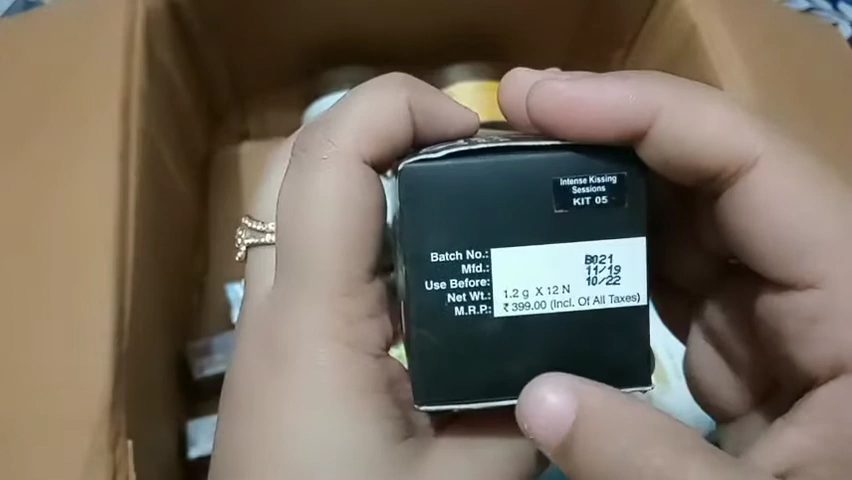 Intense Kissing
Sessions
KIT 05
Batch No.: B021
Mfd.: 11/19
Use Before: 10/22
Net Wt.: 1.2 g X 12 N
M.R.P.: ₹ 399.00 (Incl. Of All Taxes)